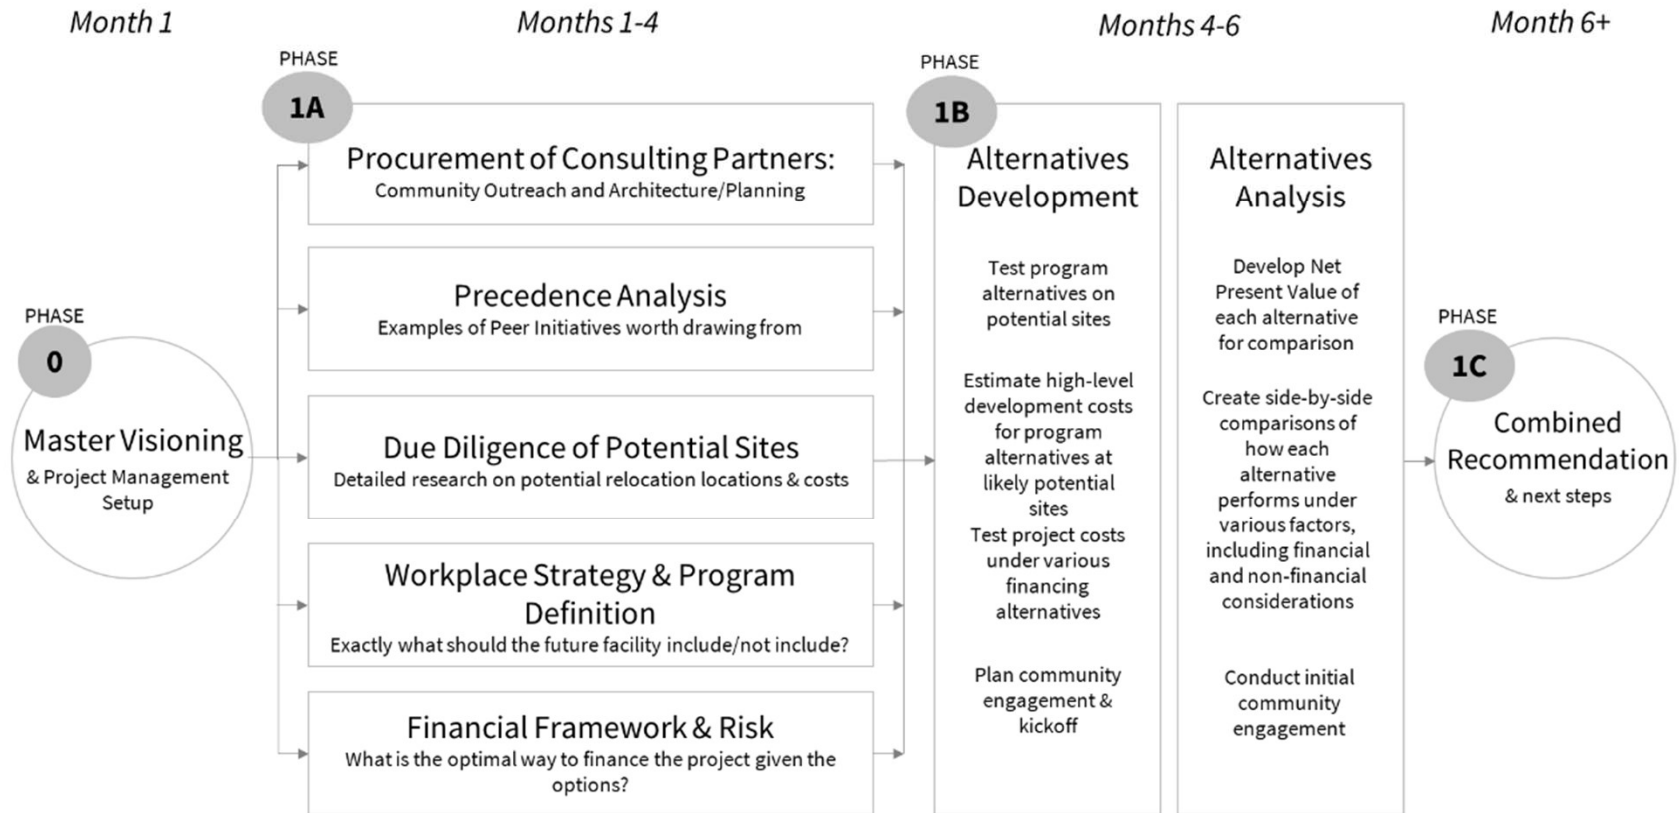 Month 1
Months 1-4
Months 4-6
Month 6+
PHASE
0
Master Visioning
& Project Management
Setup
PHASE
1A
Procurement of Consulting Partners:
Community Outreach and Architecture/Planning
Precedence Analysis
Examples of Peer Initiatives worth drawing from
Due Diligence of Potential Sites
Detailed research on potential relocation locations & costs
Workplace Strategy & Program
Definition
Exactly what should the future facility include/not include?
Financial Framework & Risk
What is the optimal way to finance the project given the
options?
PHASE
1B
Alternatives
Development
Test program
alternatives on
potential sites
Estimate high-level
development costs
for program
alternatives at
likely potential
sites
Test project costs
under various
financing
alternatives
Plan community
engagement &
kickoff
Alternatives
Analysis
Develop Net
Present Value of
each alternative
for comparison
Create side-by-side
comparisons of
how each
alternative
performs under
various factors,
including financial
and non-financial
considerations
Conduct initial
community
engagement
PHASE
1C
Combined
Recommendation
& next steps